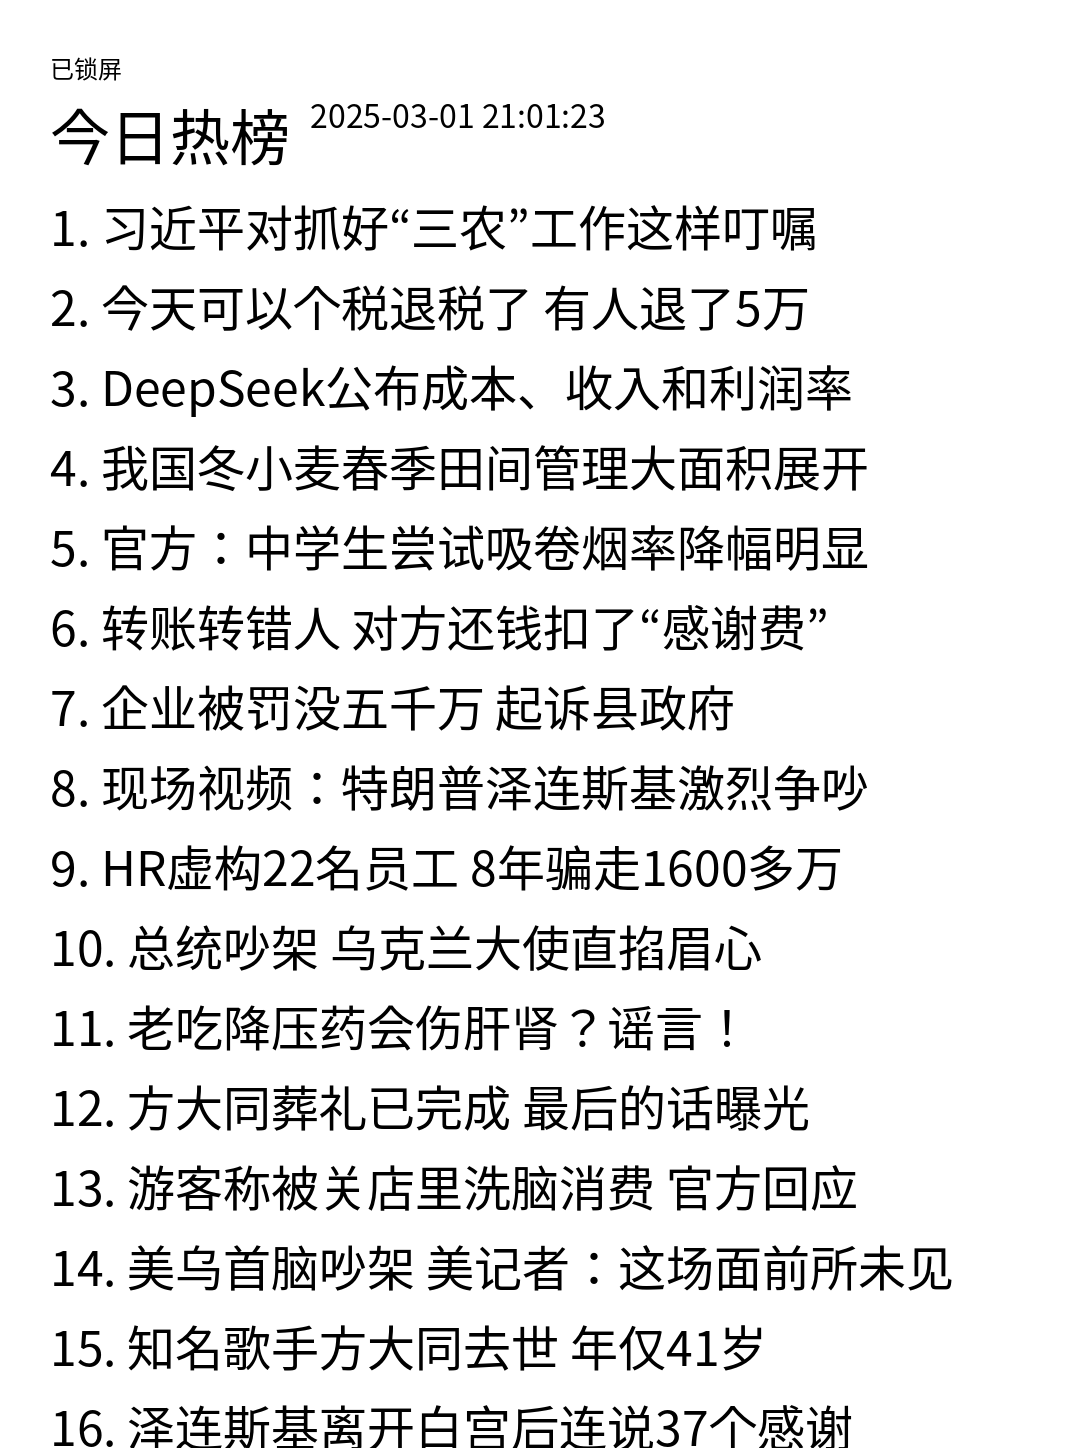 已锁屏
今日热榜 2025-03-01 21:01:23
1. 习近平对抓好“三农”工作这样叮嘱
2. 今天可以个税退税了 有人退了5万
3. DeepSeek公布成本、收入和利润率
4. 我国冬小麦春季田间管理大面积展开
5. 官方：中学生尝试吸卷烟率降幅明显
6. 转账转错人 对方还钱扣了“感谢费”
7. 企业被罚没五千万 起诉县政府
8. 现场视频：特朗普泽连斯基激烈争吵
9. HR虚构22名员工 8年骗走1600多万
10. 总统吵架 乌克兰大使直掐眉心
11. 老吃降压药会伤肝肾？谣言！
12. 方大同葬礼已完成 最后的话曝光
13. 游客称被关店里洗脑消费 官方回应
14. 美乌首脑吵架 美记者：这场面前所未见
15. 知名歌手方大同去世 年仅41岁
16. 泽连斯基离开白宫后连说37个感谢